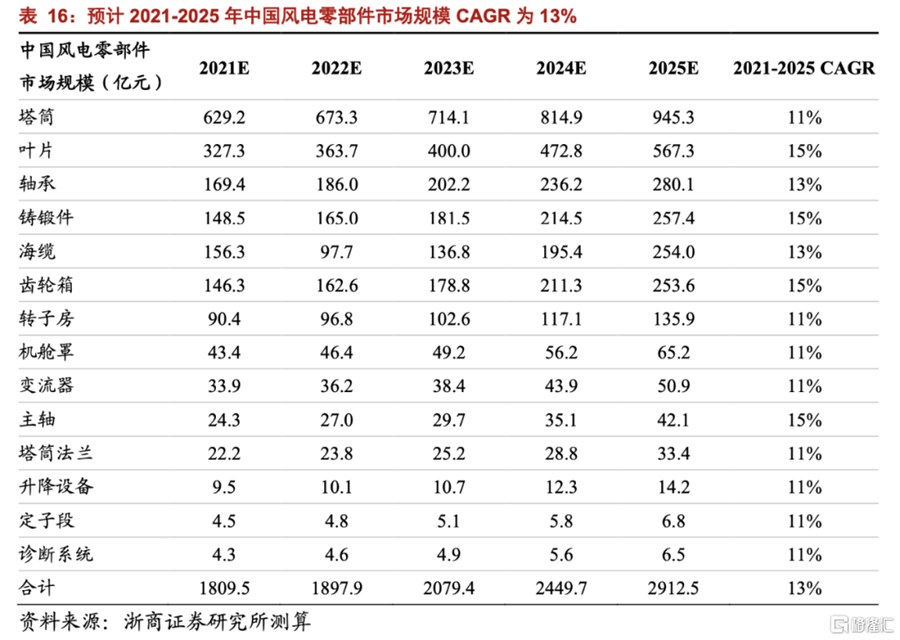 表 16：预计 2021-2025 年中国风电零部件市场规模 CAGR 为 13%
中国风电零部件
市场规模（亿元） 2021E 2022E 2023E 2024E 2025E 2021-2025 CAGR
塔筒 629.2 673.3 714.1 814.9 945.3 11%
叶片 327.3 363.7 400.0 472.8 567.3 15%
轴承 169.4 186.0 202.2 236.2 280.1 13%
铸锻件 148.5 165.0 181.5 214.5 257.4 15%
海缆 156.3 97.7 136.8 195.4 254.0 13%
齿轮箱 146.3 162.6 178.8 211.3 253.6 15%
转子房 90.4 96.8 102.6 117.1 135.9 11%
机舱罩 43.4 46.4 49.2 56.2 65.2 11%
变流器 33.9 36.2 38.4 43.9 50.9 11%
主轴 24.3 27.0 29.7 35.1 42.1 15%
塔筒法兰 22.2 23.8 25.2 28.8 33.4 11%
升降设备 9.5 10.1 10.7 12.3 14.2 11%
定子段 4.5 4.8 5.1 5.8 6.8 11%
诊断系统 4.3 4.6 4.9 5.6 6.5 11%
合计 1809.5 1897.9 2079.4 2449.7 2912.5 13%
资料来源：浙商证券研究所测算
格隆汇